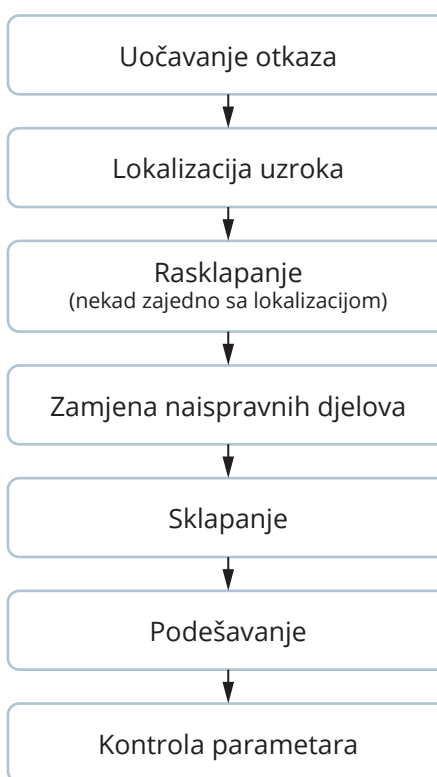 Uočavanje otkaza
Lokalizacija uzroka
Rasklapanje
(nekad zajedno sa lokalizacijom)
Zamjena naispravnih djelova
Sklapanje
Podešavanje
Kontrola parametara